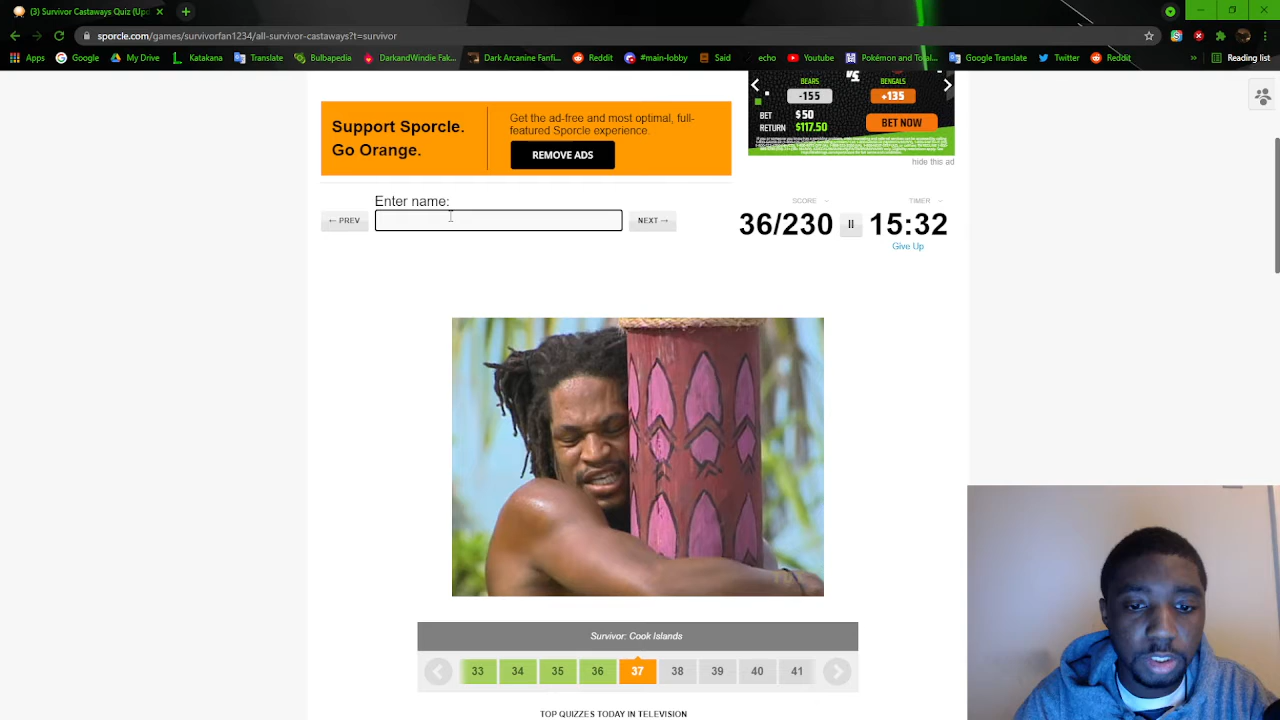 (3) Survivor Castaways Quiz (Up
sporcle.com/games/survivorfan1234/all-survivor-castaways?t=survivor
Apps
Google
My Drive
Katakana
Translate
Bulbapedia
DarkandWindie Fak...
Dark Arcanine Fanfi...
Reddit
#main-lobby
Said
echo
Youtube
Pokémon of Total...
Google Translate
Twitter
Reddit
»
Reading list
BEARS
BENGALS
VS
-155
+135
BET
$50
RETURN
$117.50
BET NOW
hide this ad
Support Sporcle.
Go Orange.
Get the ad-free and most optimal, full-
featured Sporcle experience.
REMOVE ADS
Enter name:
← PREV
NEXT →
SCORE
TIMER
36/230
15:32
Give Up
Survivor: Cook Islands
33
34
35
36
37
38
39
40
41
TOP QUIZZES TODAY IN TELEVISION